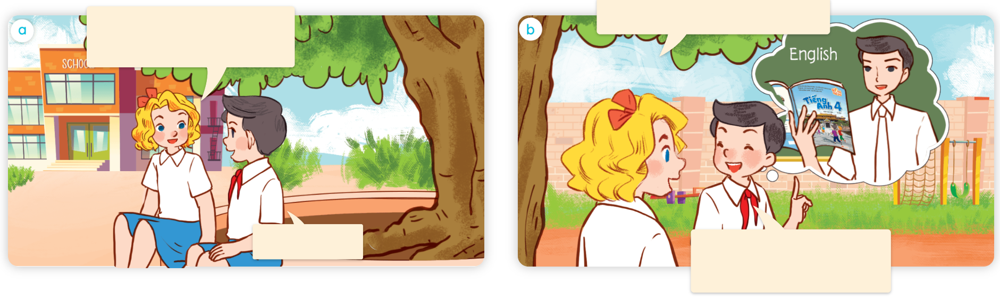 a
SCHOO
b
English
Tiếng
Anh 4